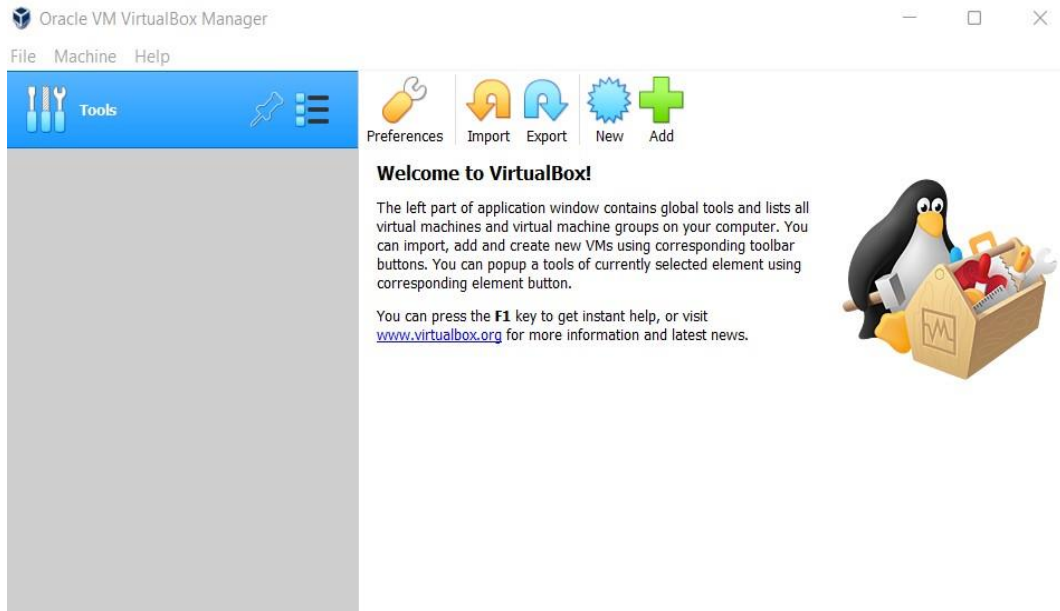 Oracle VM VirtualBox Manager
File Machine Help
Tools
Preferences Import Export New Add
Welcome to VirtualBox!
The left part of application window contains global tools and lists all
virtual machines and virtual machine groups on your computer. You
can import, add and create new VMs using corresponding toolbar
buttons. You can popup a tools of currently selected element using
corresponding element button.
You can press the F1 key to get instant help, or visit
www.virtualbox.org for more information and latest news.